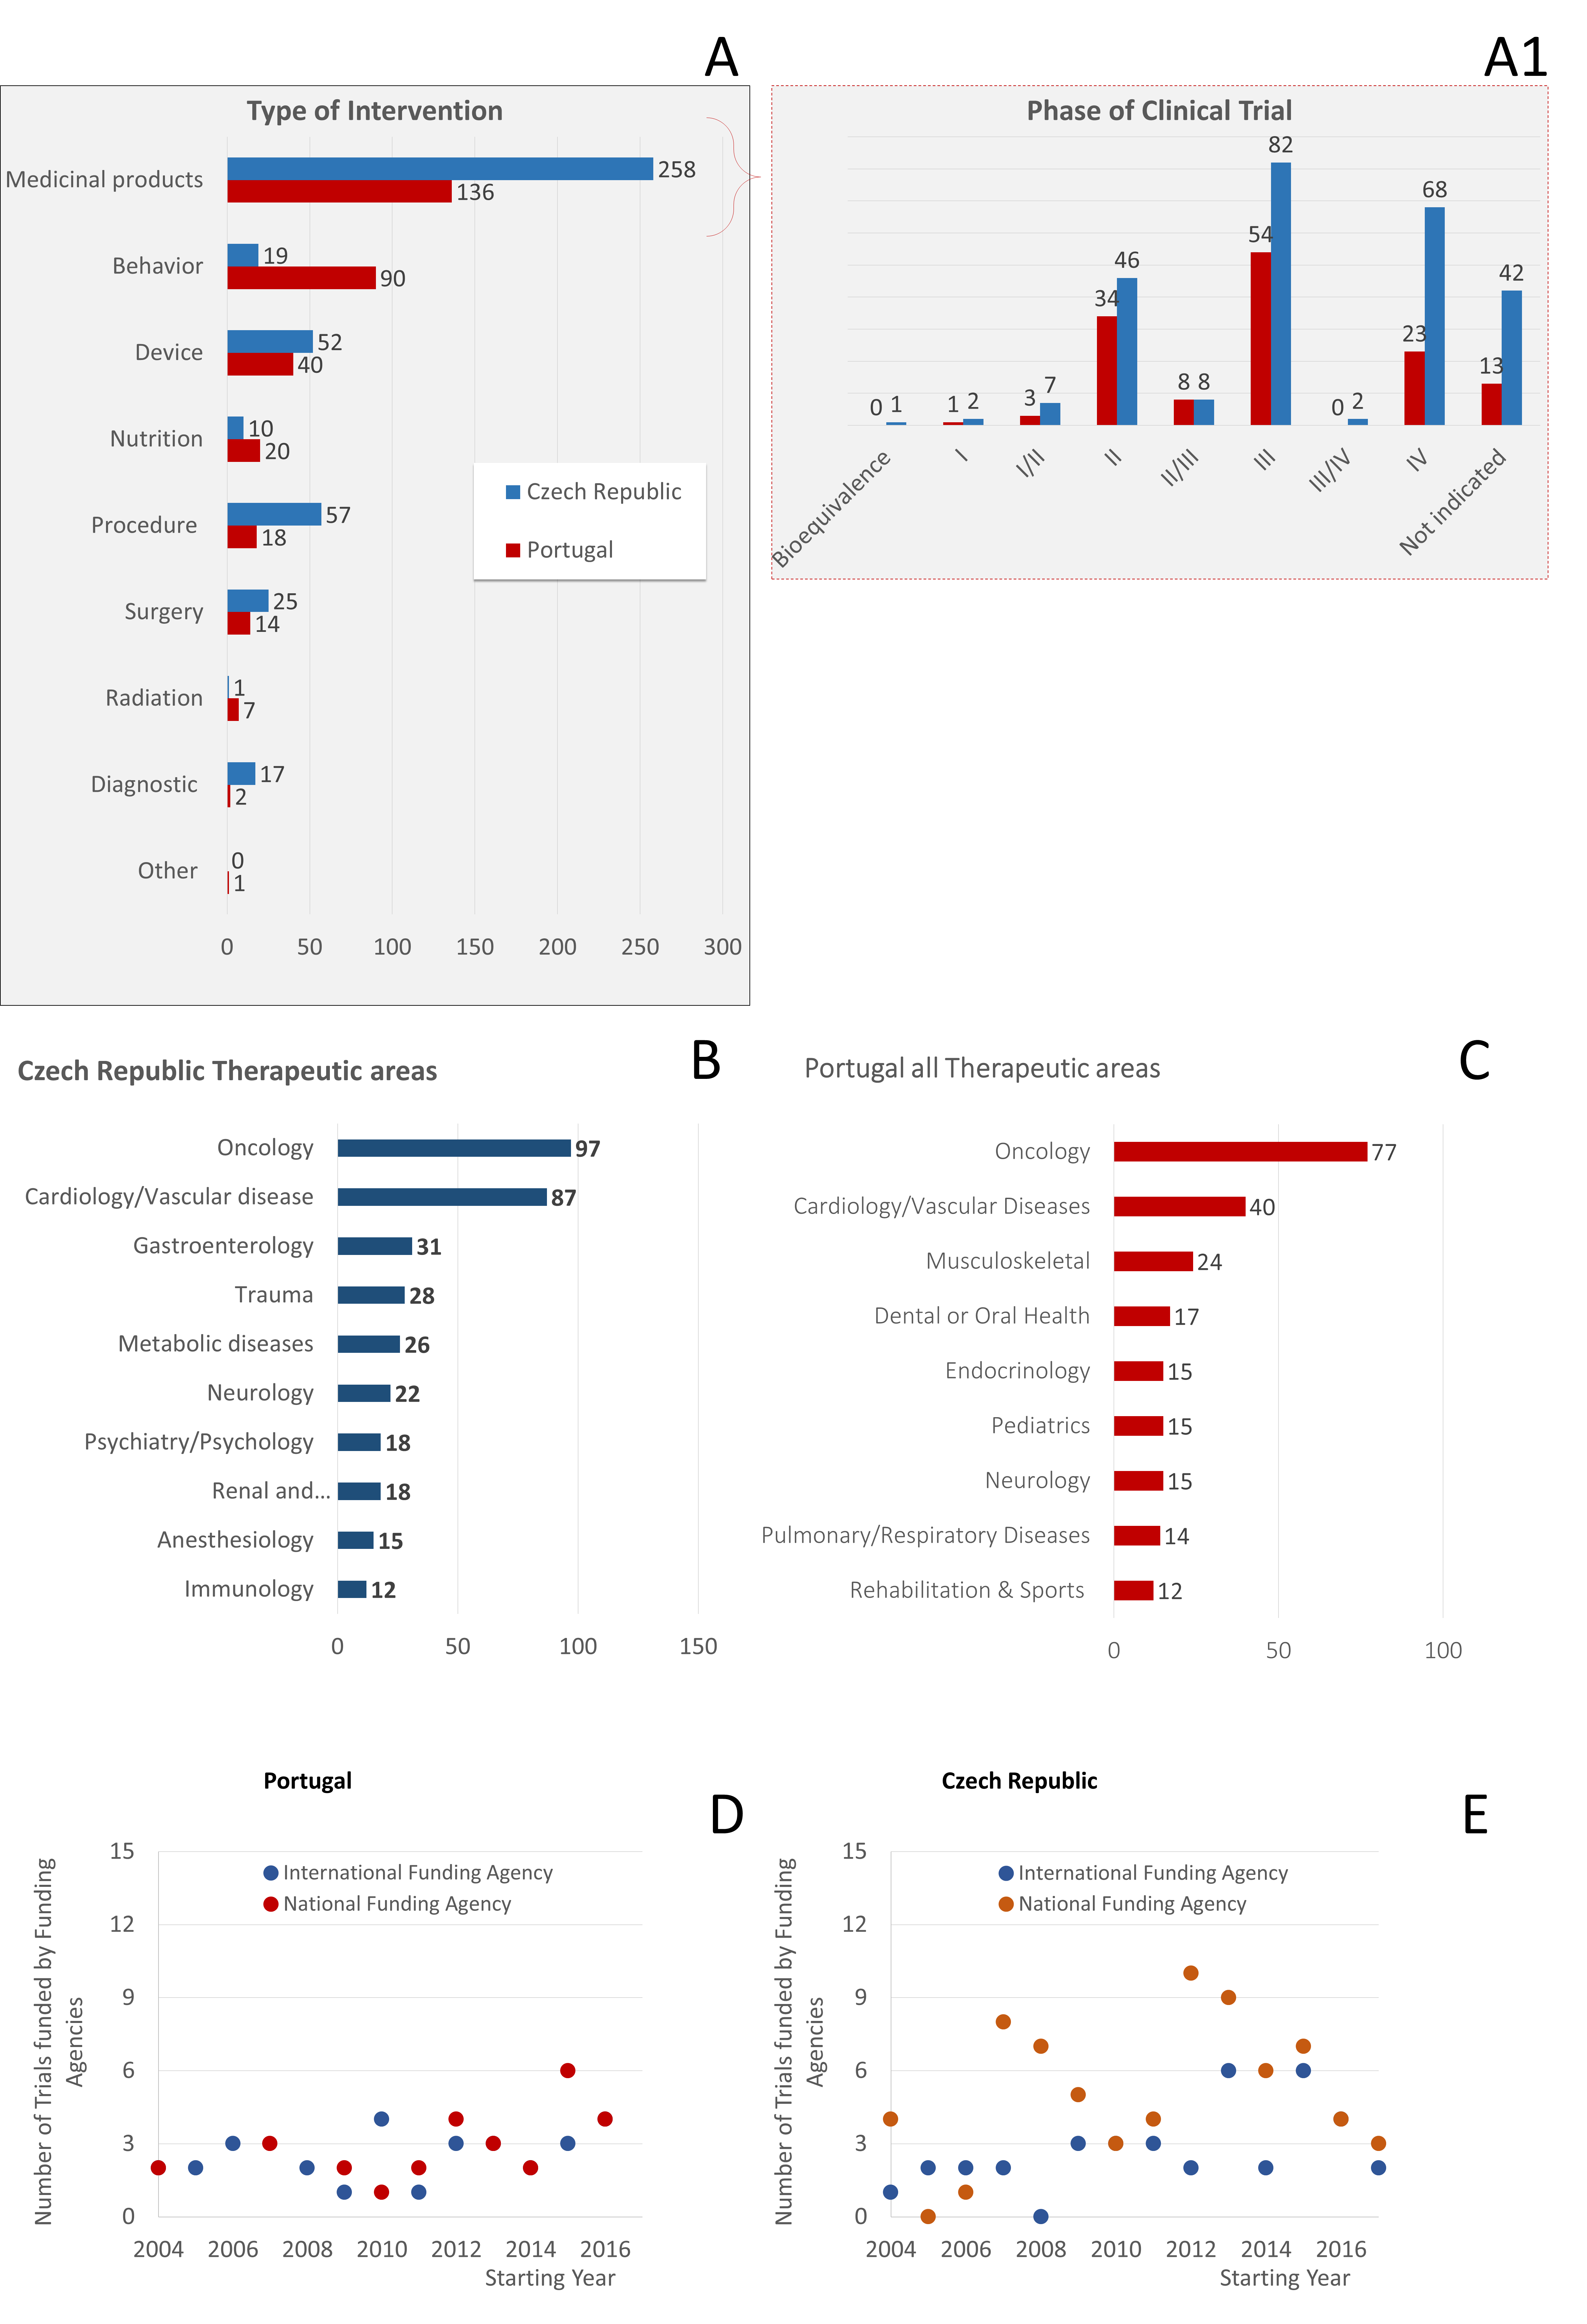 A
A1
Type of Intervention
Medicinal products
258
136
Behavior
19
90
Device
52
40
Nutrition
10
20
Procedure
57
18
Surgery
25
14
Radiation
1
7
Diagnostic
17
2
Other
0
1
0 50 100 150 200 250 300
Czech Republic
Portugal
Phase of Clinical Trial
0 1
1 2
3 7
34 46
8 8
54 82
0 2
23 68
13 42
Bioequivalence
I
I/II
II
II/III
III
III/IV
IV
Not indicated
B
Czech Republic Therapeutic areas
Oncology 97
Cardiology/Vascular disease 87
Gastroenterology 31
Trauma 28
Metabolic diseases 26
Neurology 22
Psychiatry/Psychology 18
Renal and... 18
Anesthesiology 15
Immunology 12
0 50 100 150
C
Portugal all Therapeutic areas
Oncology 77
Cardiology/Vascular Diseases 40
Musculoskeletal 24
Dental or Oral Health 17
Endocrinology 15
Pediatrics 15
Neurology 15
Pulmonary/Respiratory Diseases 14
Rehabilitation & Sports 12
0 50 100
Portugal
D
Number of Trials funded by Funding
Agencies
15
12
9
6
3
0
International Funding Agency
National Funding Agency
2004 2006 2008 2010 2012 2014 2016
Starting Year
Czech Republic
E
Number of Trials funded by Funding
Agencies
15
12
9
6
3
0
International Funding Agency
National Funding Agency
2004 2006 2008 2010 2012 2014 2016
Starting Year